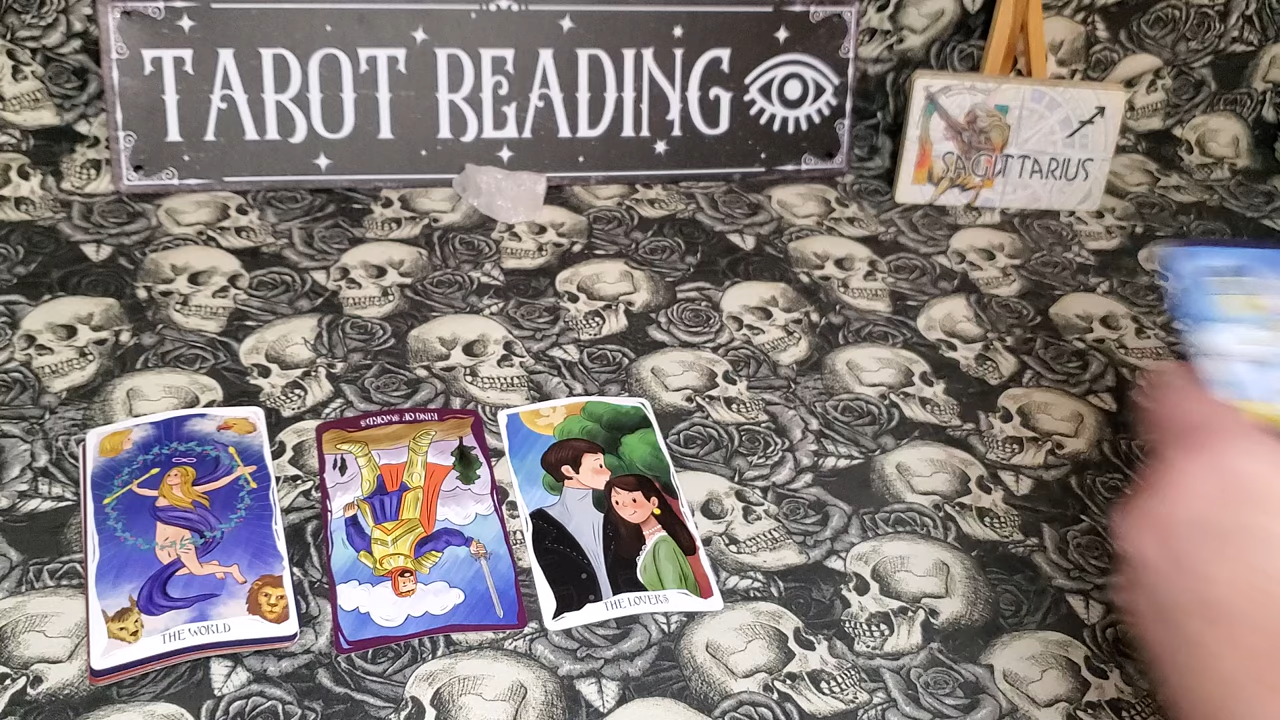 TAROT READING
SAGITTARIUS
KING OF SWORDS
THE LOVERS
THE WORLD